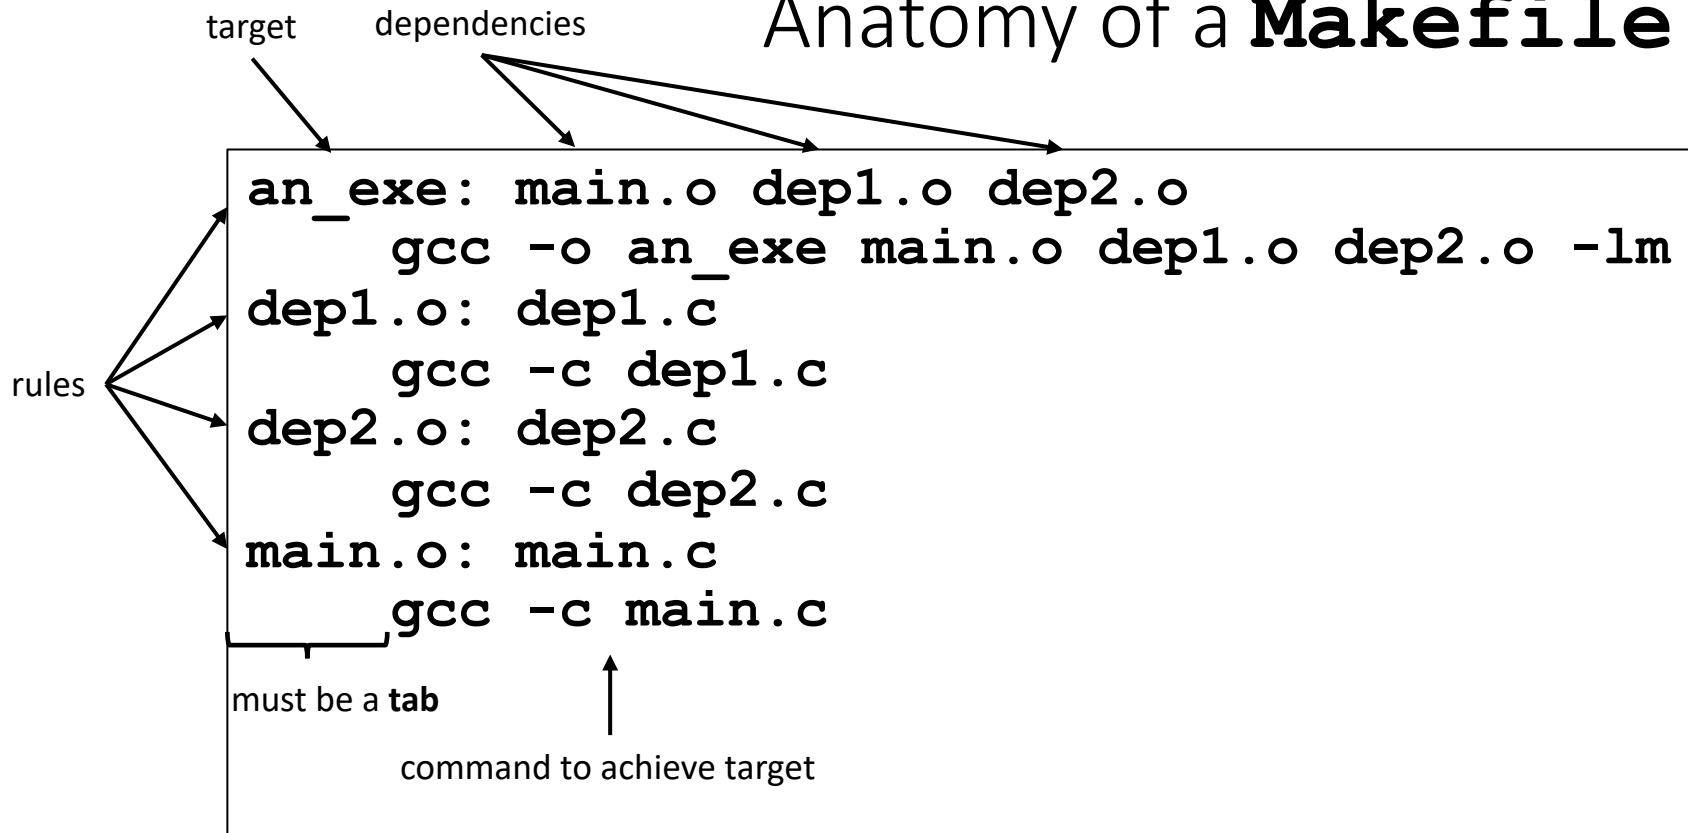 Anatomy of a Makefile
target
dependencies
an_exe: main.o dep1.o dep2.o
gcc -o an_exe main.o dep1.o dep2.o -lm
dep1.o: dep1.c
gcc -c dep1.c
rules
dep2.o: dep2.c
gcc -c dep2.c
main.o: main.c
gcc -c main.c
must be a tab
command to achieve target